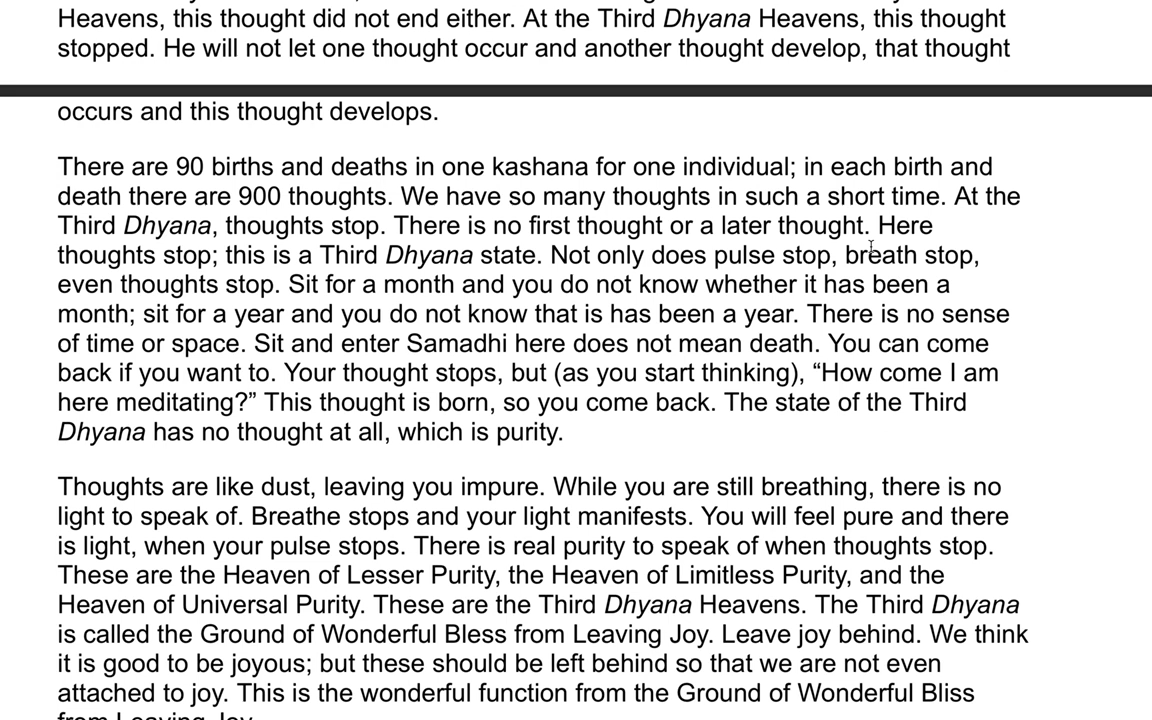 Heavens, this thought did not end either. At the Third Dhyana Heavens, this thought
stopped. He will not let one thought occur and another thought develop, that thought
occurs and this thought develops.
There are 90 births and deaths in one kashana for one individual; in each birth and
death there are 900 thoughts. We have so many thoughts in such a short time. At the
Third Dhyana, thoughts stop. There is no first thought or a later thought. Here
thoughts stop; this is a Third Dhyana state. Not only does pulse stop, breath stop,
even thoughts stop. Sit for a month and you do not know whether it has been a
month; sit for a year and you do not know that is has been a year. There is no sense
of time or space. Sit and enter Samadhi here does not mean death. You can come
back if you want to. Your thought stops, but (as you start thinking), “How come I am
here meditating?” This thought is born, so you come back. The state of the Third
Dhyana has no thought at all, which is purity.
Thoughts are like dust, leaving you impure. While you are still breathing, there is no
light to speak of. Breathe stops and your light manifests. You will feel pure and there
is light, when your pulse stops. There is real purity to speak of when thoughts stop.
These are the Heaven of Lesser Purity, the Heaven of Limitless Purity, and the
Heaven of Universal Purity. These are the Third Dhyana Heavens. The Third Dhyana
is called the Ground of Wonderful Bless from Leaving Joy. Leave joy behind. We think
it is good to be joyous; but these should be left behind so that we are not even
attached to joy. This is the wonderful function from the Ground of Wonderful Bliss
from Leaving Joy.